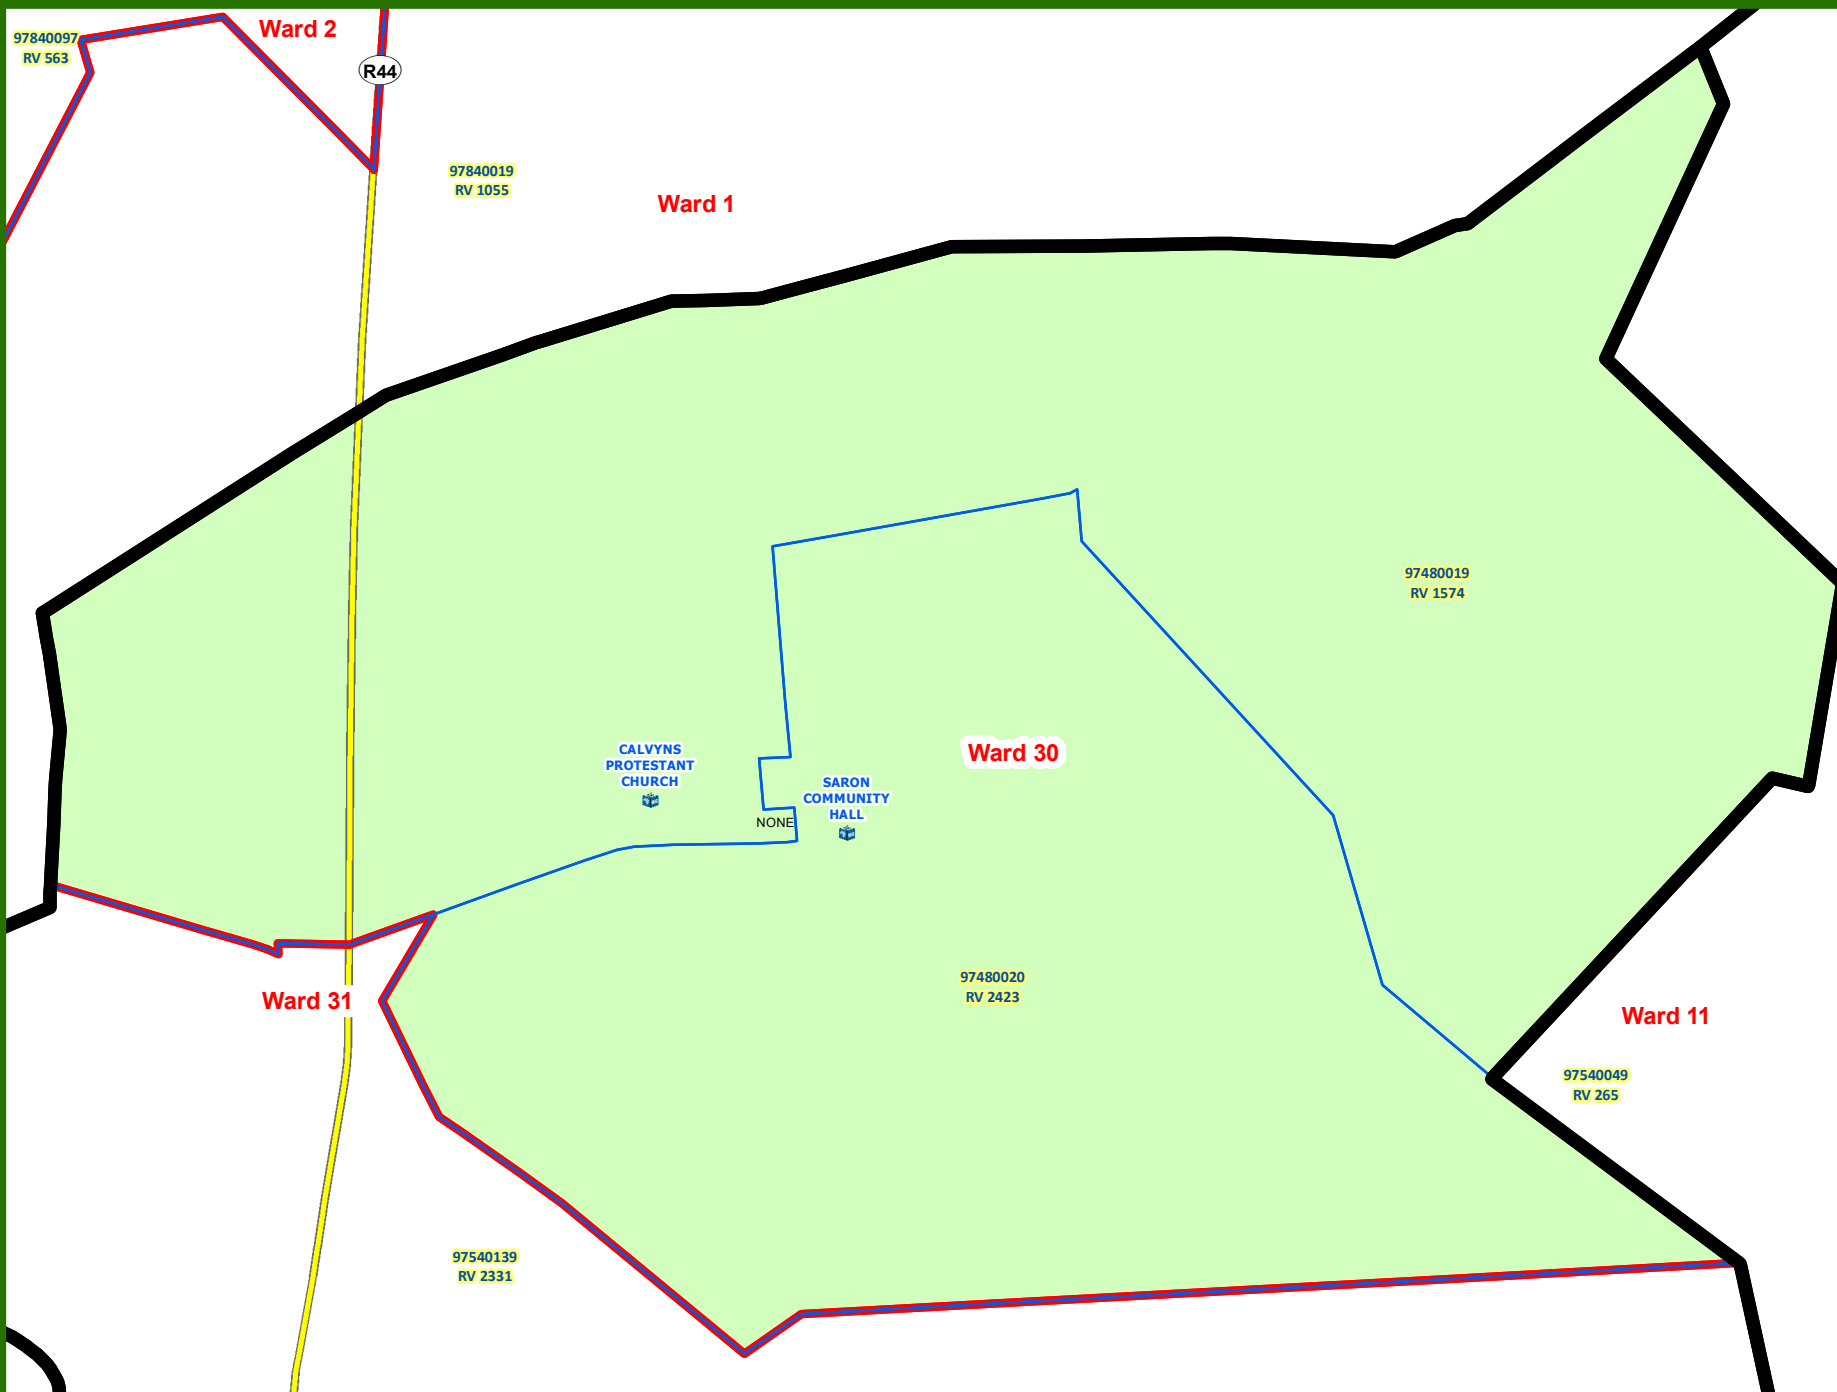 Ward 2
97840097
RV 563
R44
97840019
RV 1055
Ward 1
97480019
RV 1574
CALVYNS
PROTESTANT
CHURCH
Ward 30
SARON
COMMUNITY
HALL
NONE
97480020
RV 2423
Ward 31
Ward 11
97540049
RV 265
97540139
RV 2331